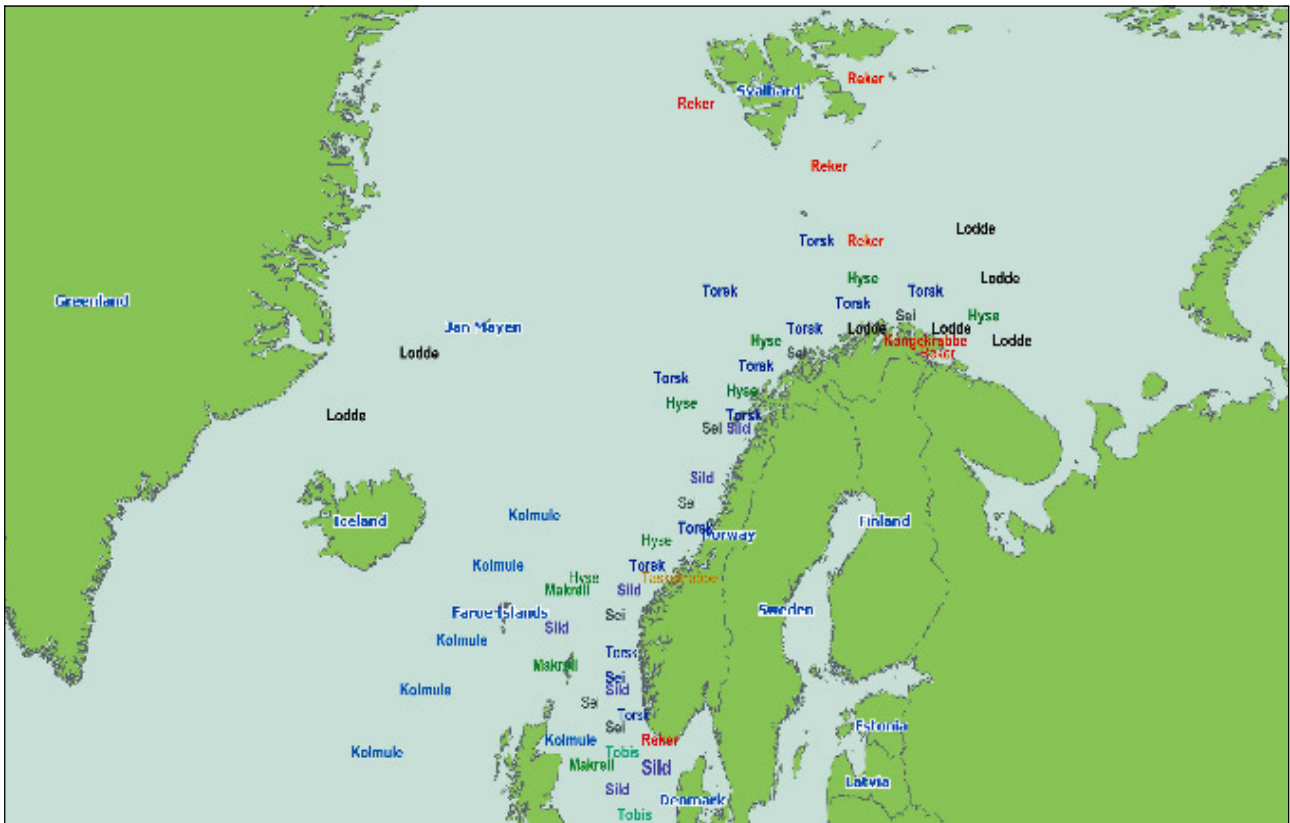 Reker
Svalbard
Reker
Reker
Lodde
Torsk
Reker
Hyse
Lodde
Torsk
Torsk
Greenland
Torsk
Sei
Hyse
Jan Mayen
Torsk
Lodde
Lodde
Hyse
Kongekrabbe
Lodde
Lodde
Sei
Reker
Torsk
Torsk
Hyse
Hyse
Lodde
Torsk
Sei
Sild
Sild
Sei
Kolmule
Iceland
Finland
Torsk
Norway
Hyse
Kolmule
Torsk
Hyse
Taskekrabbe
Makrell
Sild
Faroe Islands
Sei
Sweden
Sild
Kolmule
Torsk
Makrell
Sei
Kolmule
Sild
Sei
Torsk
Sei
Estonia
Kolmule
Reker
Kolmule
Tobis
Makrell
Sild
Latvia
Sild
Denmark
Tobis